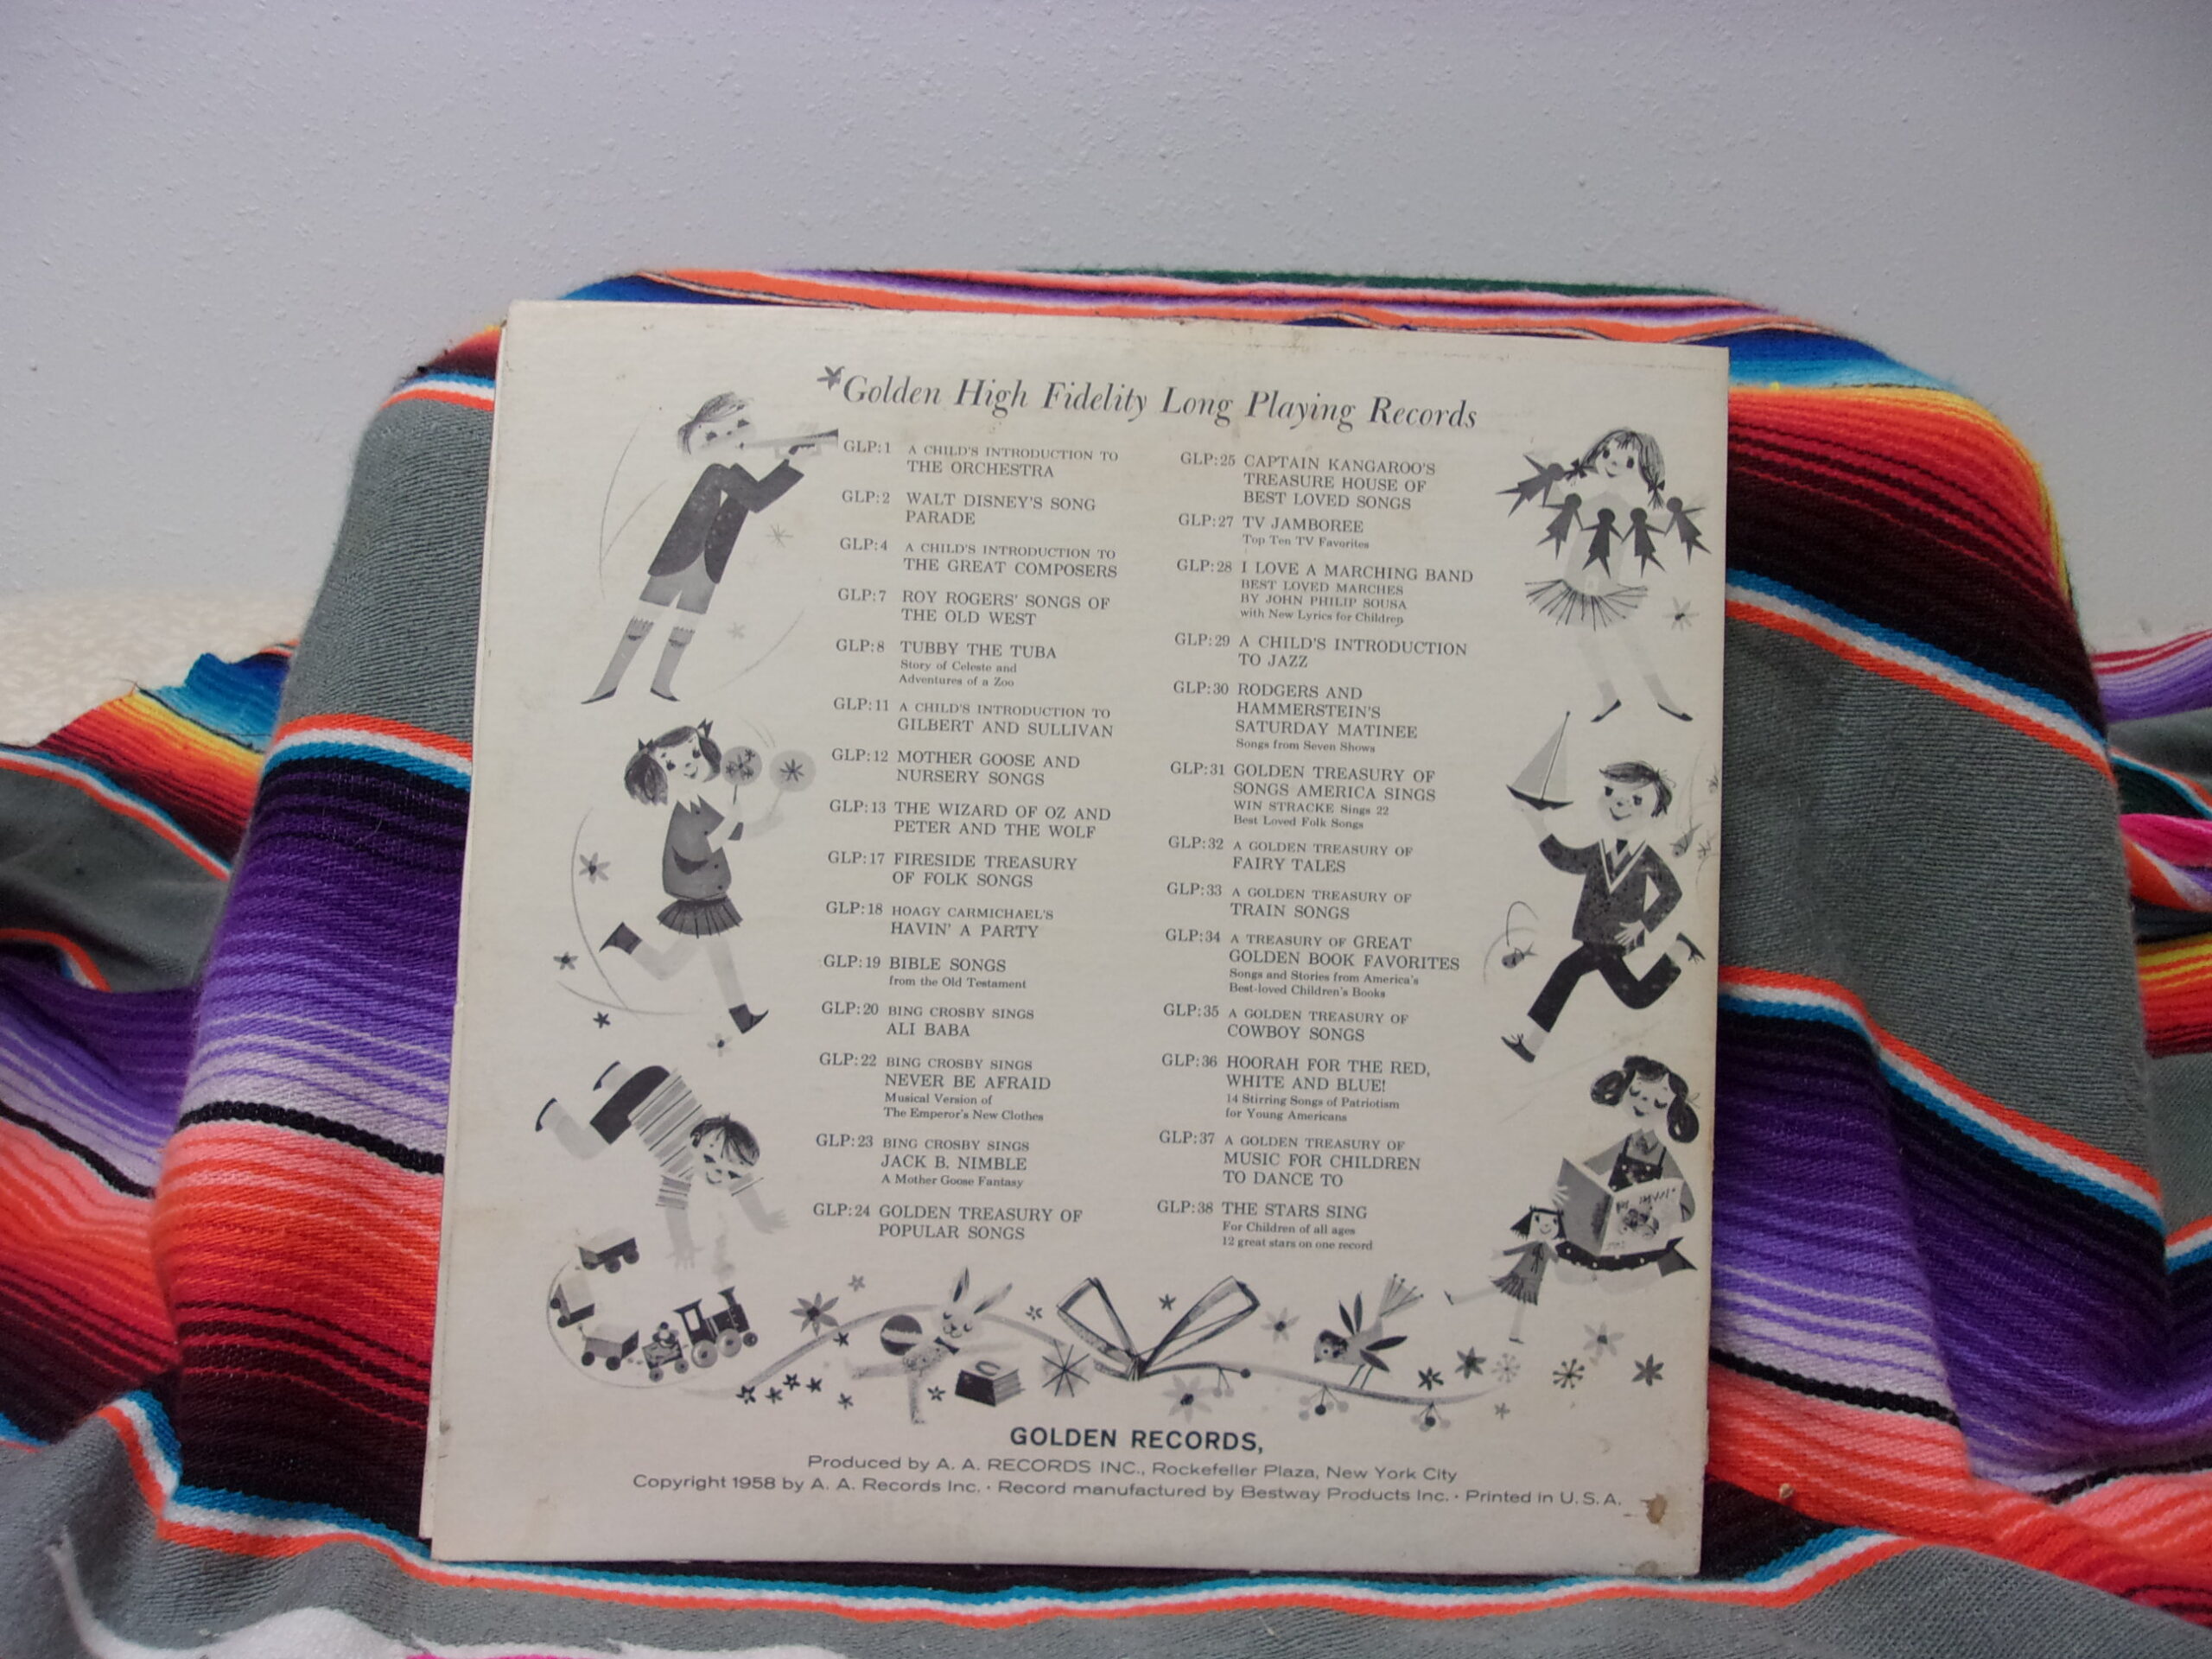 *Golden High Fidelity Long Playing Records
GLP:1 A CHILD'S INTRODUCTION TO
THE ORCHESTRA
GLP:2 WALT DISNEY'S SONG
PARADE
GLP:4 A CHILD'S INTRODUCTION TO
THE GREAT COMPOSERS
GLP:7 ROY ROGERS' SONGS OF
THE OLD WEST
GLP:8 TUBBY THE TUBA
Story of Celeste and
Adventures of a Zoo
GLP:11 A CHILD'S INTRODUCTION TO
GILBERT AND SULLIVAN
GLP:12 MOTHER GOOSE AND
NURSERY SONGS
GLP:13 THE WIZARD OF OZ AND
PETER AND THE WOLF
GLP:17 FIRESIDE TREASURY
OF FOLK SONGS
GLP:18 HOAGY CARMICHAEL'S
HAVIN' A PARTY
GLP:19 BIBLE SONGS
from the Old Testament
GLP:20 BING CROSBY SINGS
ALI BABA
GLP:22 BING CROSBY SINGS
NEVER BE AFRAID
Musical Version of
The Emperor's New Clothes
GLP:23 BING CROSBY SINGS
JACK B. NIMBLE
A Mother Goose Fantasy
GLP:24 GOLDEN TREASURY OF
POPULAR SONGS
GLP:25 CAPTAIN KANGAROO'S
TREASURE HOUSE OF
BEST LOVED SONGS
GLP:27 TV JAMBOREE
Top Ten TV Favorites
GLP:28 I LOVE A MARCHING BAND
BEST LOVED MARCHES
BY JOHN PHILIP SOUSA
with New Lyrics for Children
GLP:29 A CHILD'S INTRODUCTION
TO JAZZ
GLP:30 RODGERS AND
HAMMERSTEIN'S
SATURDAY MATINEE
Songs from Seven Shows
GLP:31 GOLDEN TREASURY OF
SONGS AMERICA SINGS
WIN STRACKE Sings 22
Best Loved Folk Songs
GLP:32 A GOLDEN TREASURY OF
FAIRY TALES
GLP:33 A GOLDEN TREASURY OF
TRAIN SONGS
GLP:34 A TREASURY OF GREAT
GOLDEN BOOK FAVORITES
Songs and Stories from America's
Best-loved Children's Books
GLP:35 A GOLDEN TREASURY OF
COWBOY SONGS
GLP:36 HOORAH FOR THE RED,
WHITE AND BLUE!
14 Stirring Songs of Patriotism
for Young Americans
GLP:37 A GOLDEN TREASURY OF
MUSIC FOR CHILDREN
TO DANCE TO
GLP:38 THE STARS SING
For Children of all ages
12 great stars on one record
GOLDEN RECORDS,
Produced by A. A. RECORDS INC., Rockefeller Plaza, New York City
Copyright 1958 by A. A. Records Inc. · Record manufactured by Bestway Products Inc. · Printed in U. S. A.